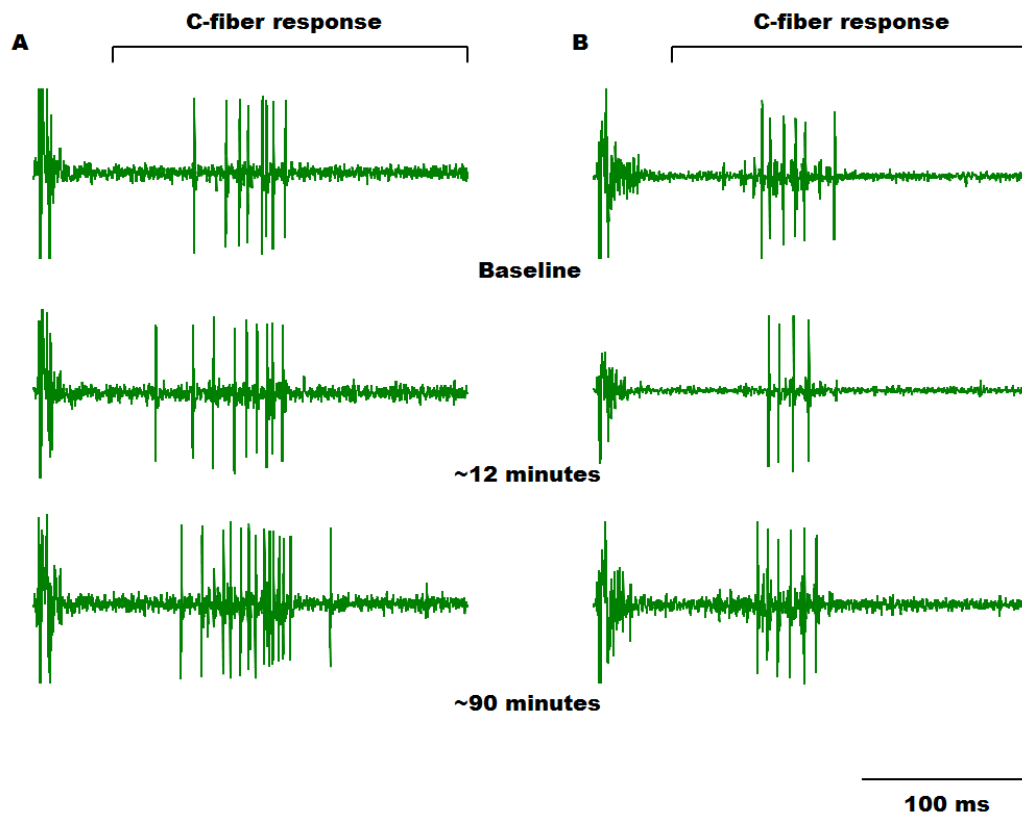 C-fiber response
C-fiber response
A
B
Baseline
~12 minutes
~90 minutes
100 ms